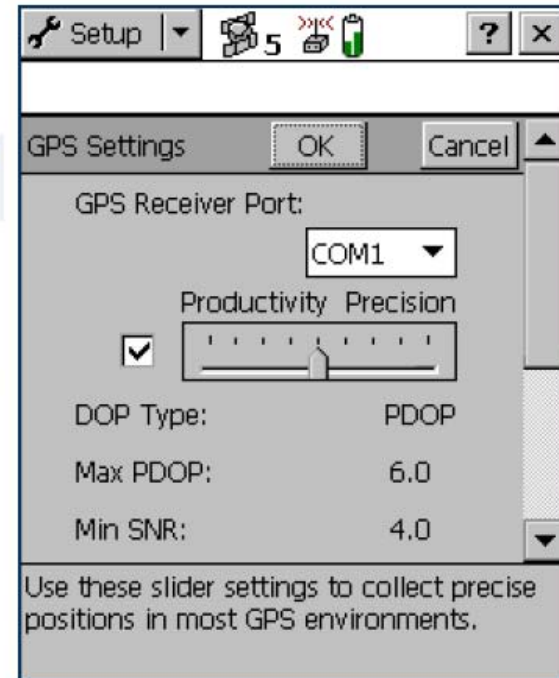 Setup 5 ? ×
GPS Settings OK Cancel
GPS Receiver Port:
COM1
Productivity Precision
DOP Type: PDOP
Max PDOP: 6.0
Min SNR: 4.0
Use these slider settings to collect precise
positions in most GPS environments.